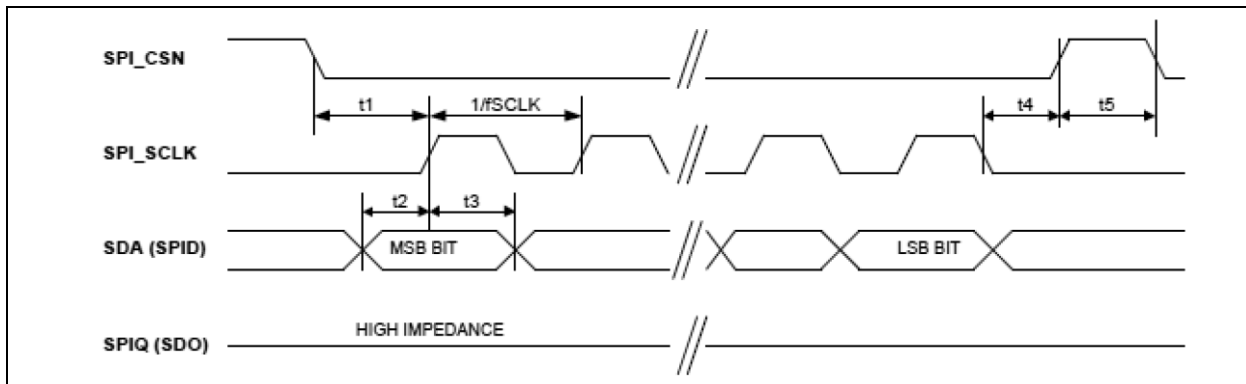 SPI_CSN
t1
1/fSCLK
t4
t5
SPI_SCLK
t2
t3
SDA (SPID)
MSB BIT
LSB BIT
HIGH IMPEDANCE
SPIQ (SDO)